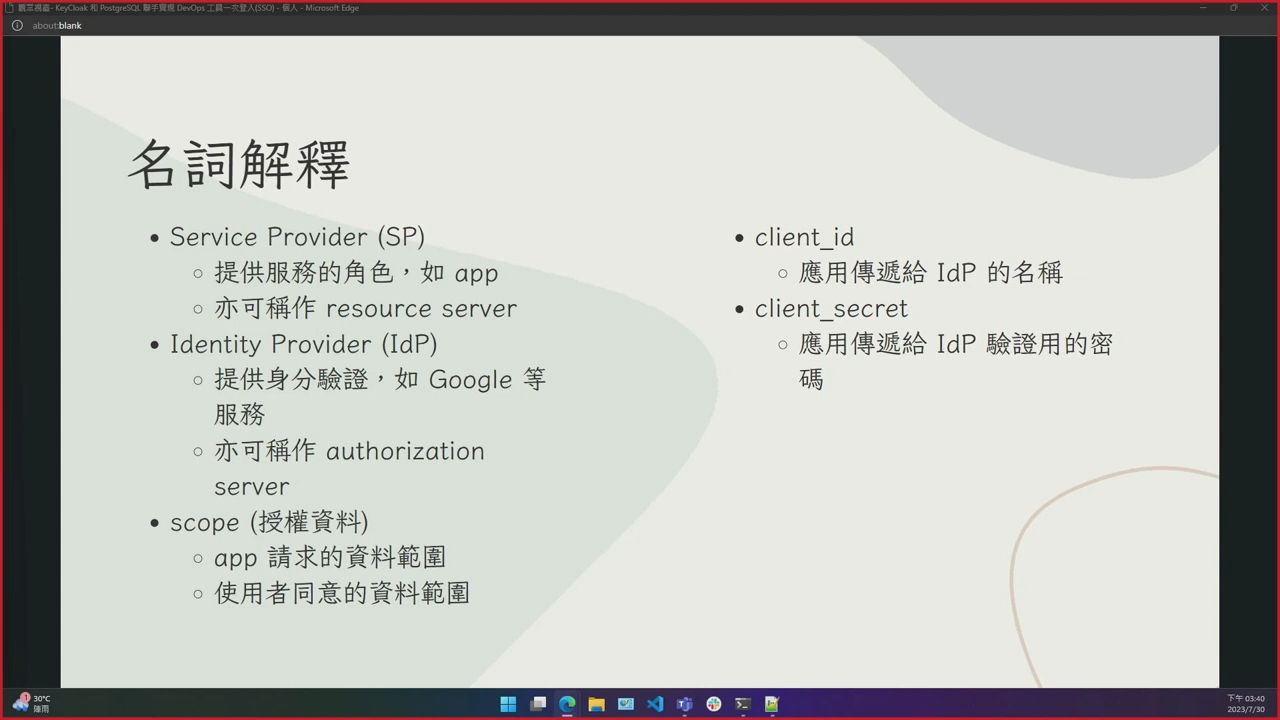 觀眾視窗- KeyCloak 和 PostgreSQL 聯手實現 DevOps 工具一次登入(SSO) - 個人 - Microsoft Edge
about:blank
名詞解釋
• Service Provider (SP)
○ 提供服務的角色，如 app
○ 亦可稱作 resource server
• Identity Provider (IdP)
○ 提供身分驗證，如 Google 等
服務
○ 亦可稱作 authorization
server
• scope (授權資料)
○ app 請求的資料範圍
○ 使用者同意的資料範圍
• client_id
○ 應用傳遞給 IdP 的名稱
• client_secret
○ 應用傳遞給 IdP 驗證用的密
碼
1
30°C
陣雨
下午 03:40
2023/7/30